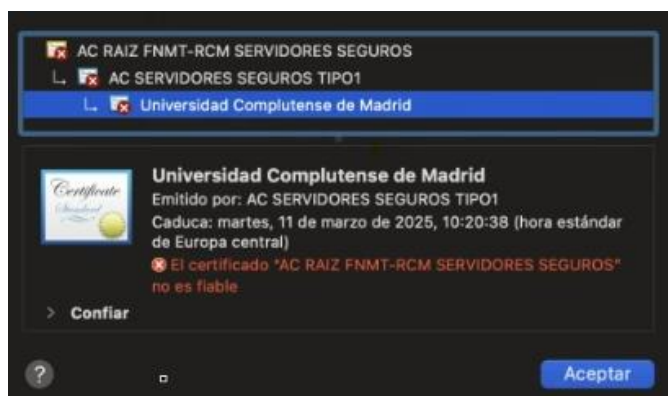 AC RAIZ FNMT-RCM SERVIDORES SEGUROS
AC SERVIDORES SEGUROS TIPO1
Universidad Complutense de Madrid
Certificate
Standard
Universidad Complutense de Madrid
Emitido por: AC SERVIDORES SEGUROS TIPO1
Caduca: martes, 11 de marzo de 2025, 10:20:38 (hora estándar
de Europa central)
El certificado "AC RAIZ FNMT-RCM SERVIDORES SEGUROS"
no es fiable
> Confiar
?
Aceptar